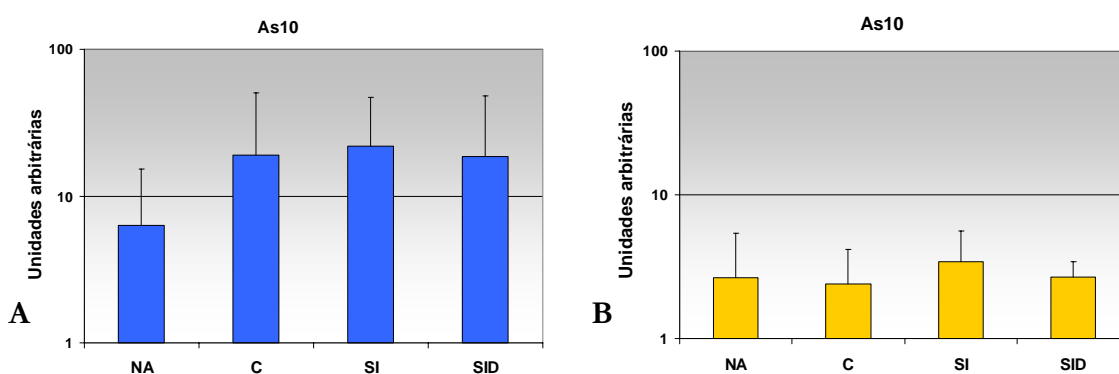 As10
Unidades arbitrárias
100
10
1
NA C SI SID
A
As10
Unidades arbitrárias
100
10
1
NA C SI SID
B